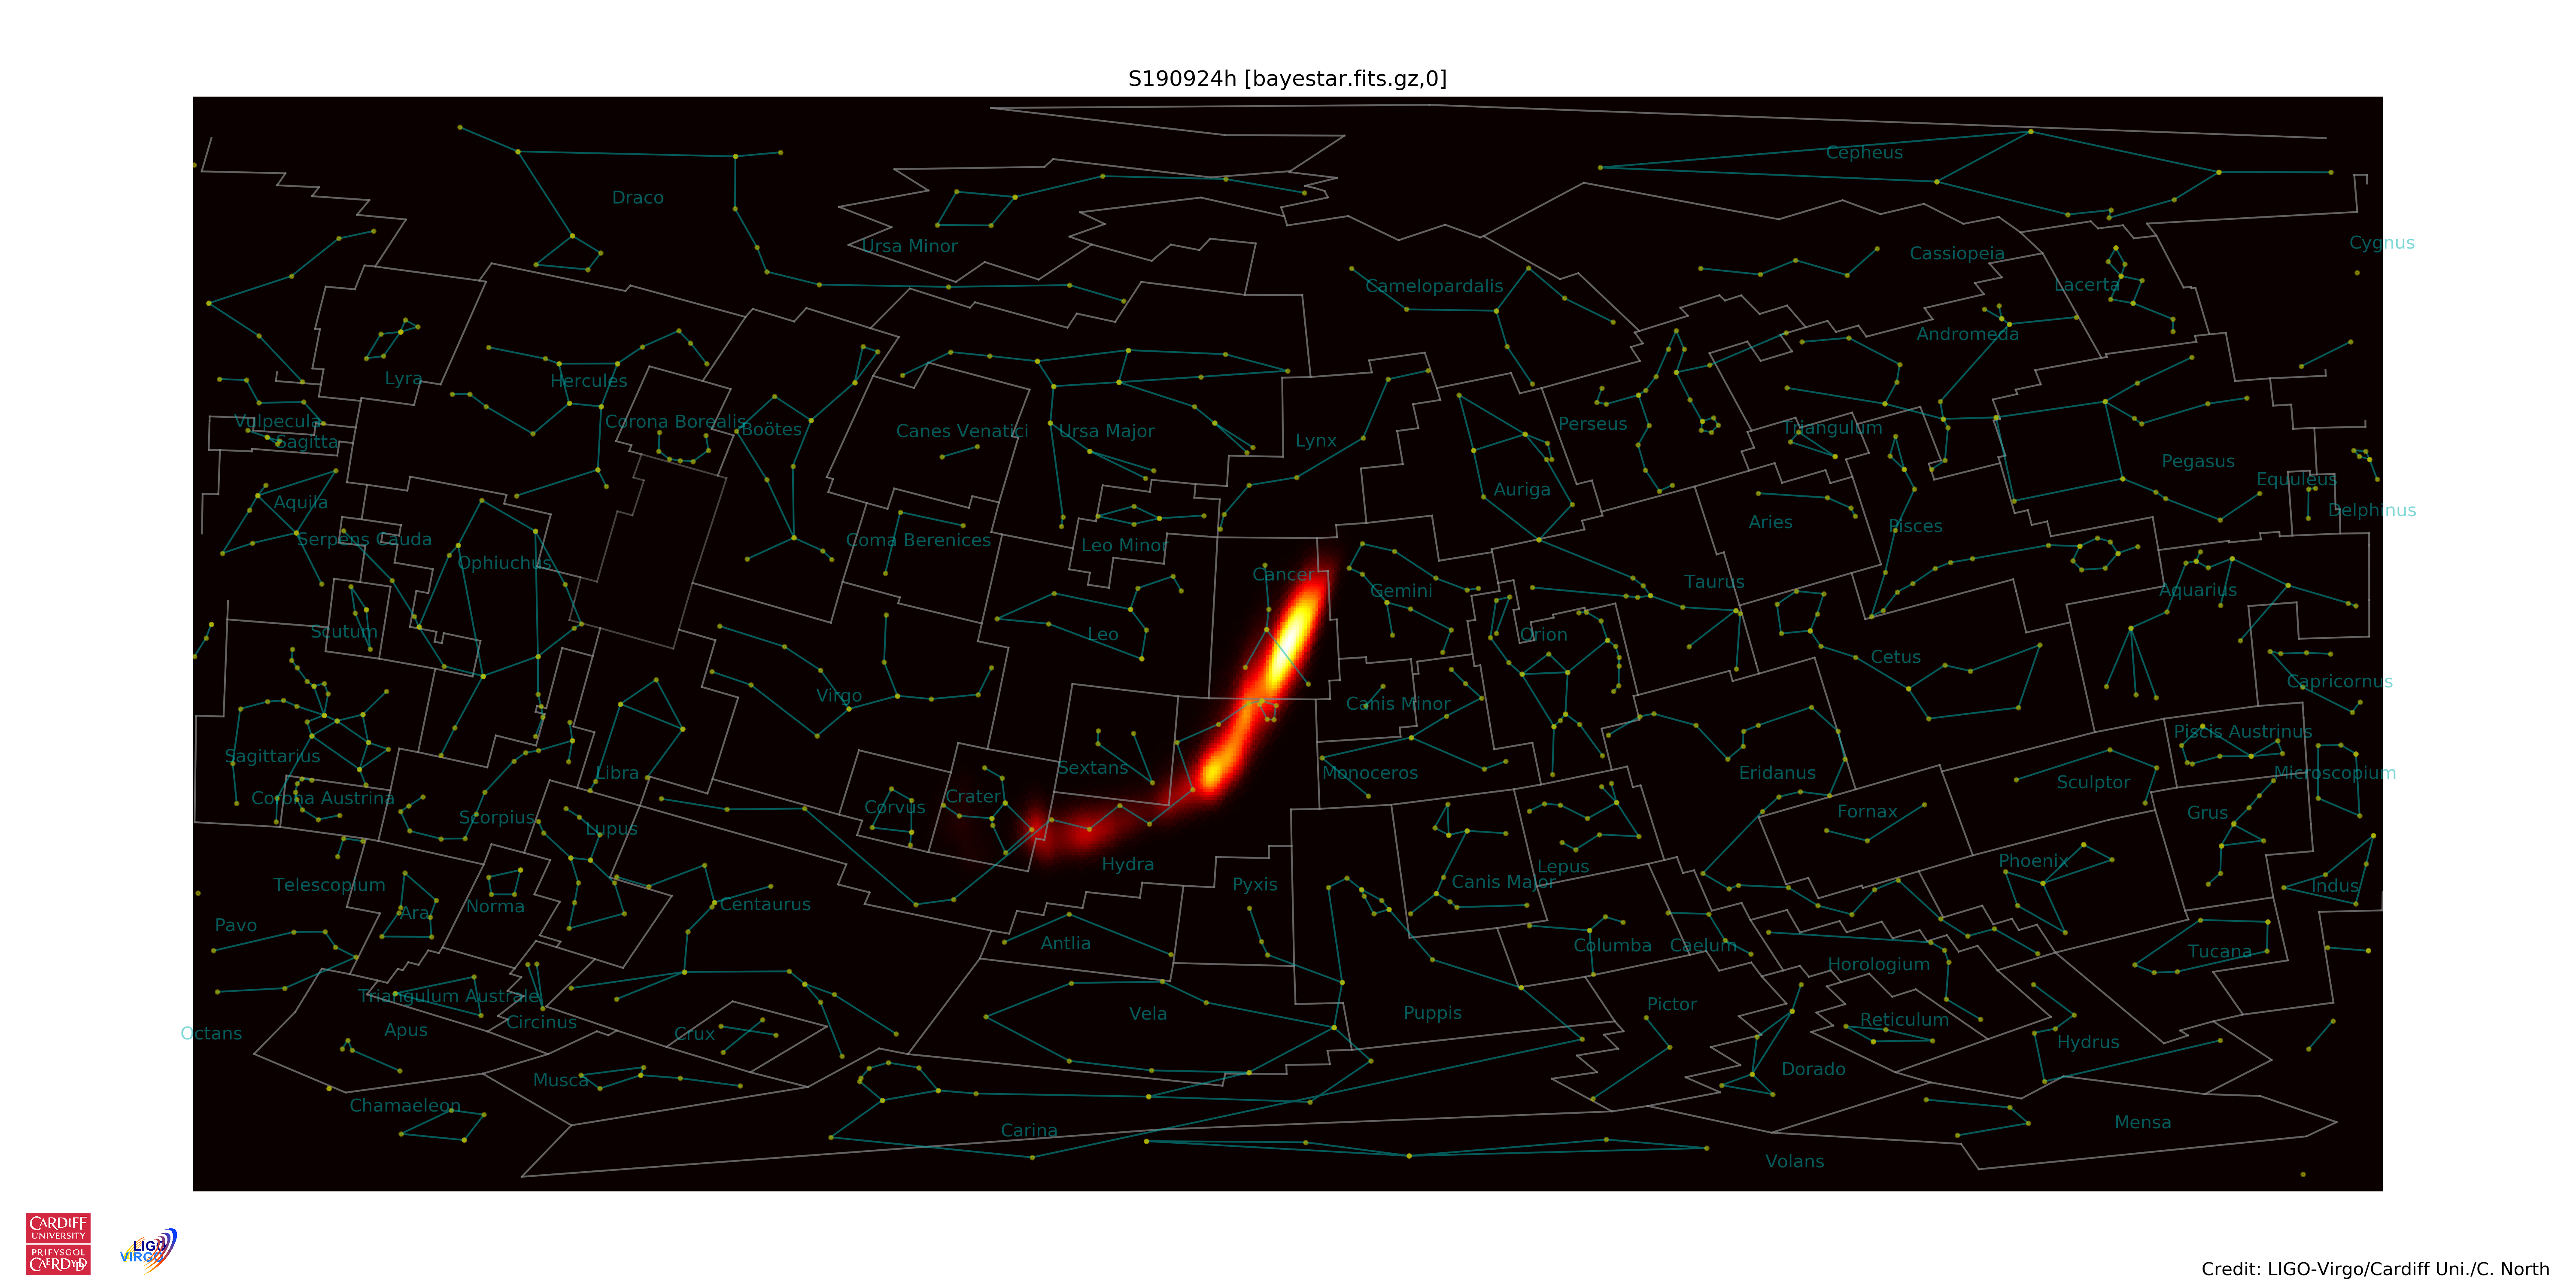 S190924h [bayestar.fits.gz,0]
Cepheus
Draco
Ursa Minor
Cassiopeia
Cygnus
Camelopardalis
Lacerta
Andromeda
Lyra
Hercules
Vulpecula
Corona Borealis
Boötes
Canes Venatici
Ursa Major
Lynx
Perseus
Triangulum
Sagitta
Pegasus
Equuleus
Aquila
Auriga
Aries
Pisces
Delphinus
Serpens Cauda
Ophiuchus
Coma Berenices
Leo Minor
Cancer
Gemini
Taurus
Aquarius
Scutum
Leo
Orion
Cetus
Virgo
Canis Minor
Capricornus
Sagittarius
Piscis Austrinus
Libra
Sextans
Monoceros
Eridanus
Sculptor
Microscopium
Corona Austrina
Scorpius
Lupus
Corvus
Crater
Fornax
Grus
Hydra
Lepus
Phoenix
Telescopium
Pyxis
Canis Major
Indus
Pavo
Ara
Norma
Centaurus
Antlia
Columba
Caelum
Horologium
Tucana
Triangulum Australe
Octans
Apus
Circinus
Crux
Vela
Puppis
Pictor
Reticulum
Hydrus
Musca
Dorado
Chamaeleon
Carina
Mensa
Volans
CARDIFF
UNIVERSITY
PRIFYSGOL
CAERDYDD
LIGO
VIRGO
Credit: LIGO-Virgo/Cardiff Uni./C. North